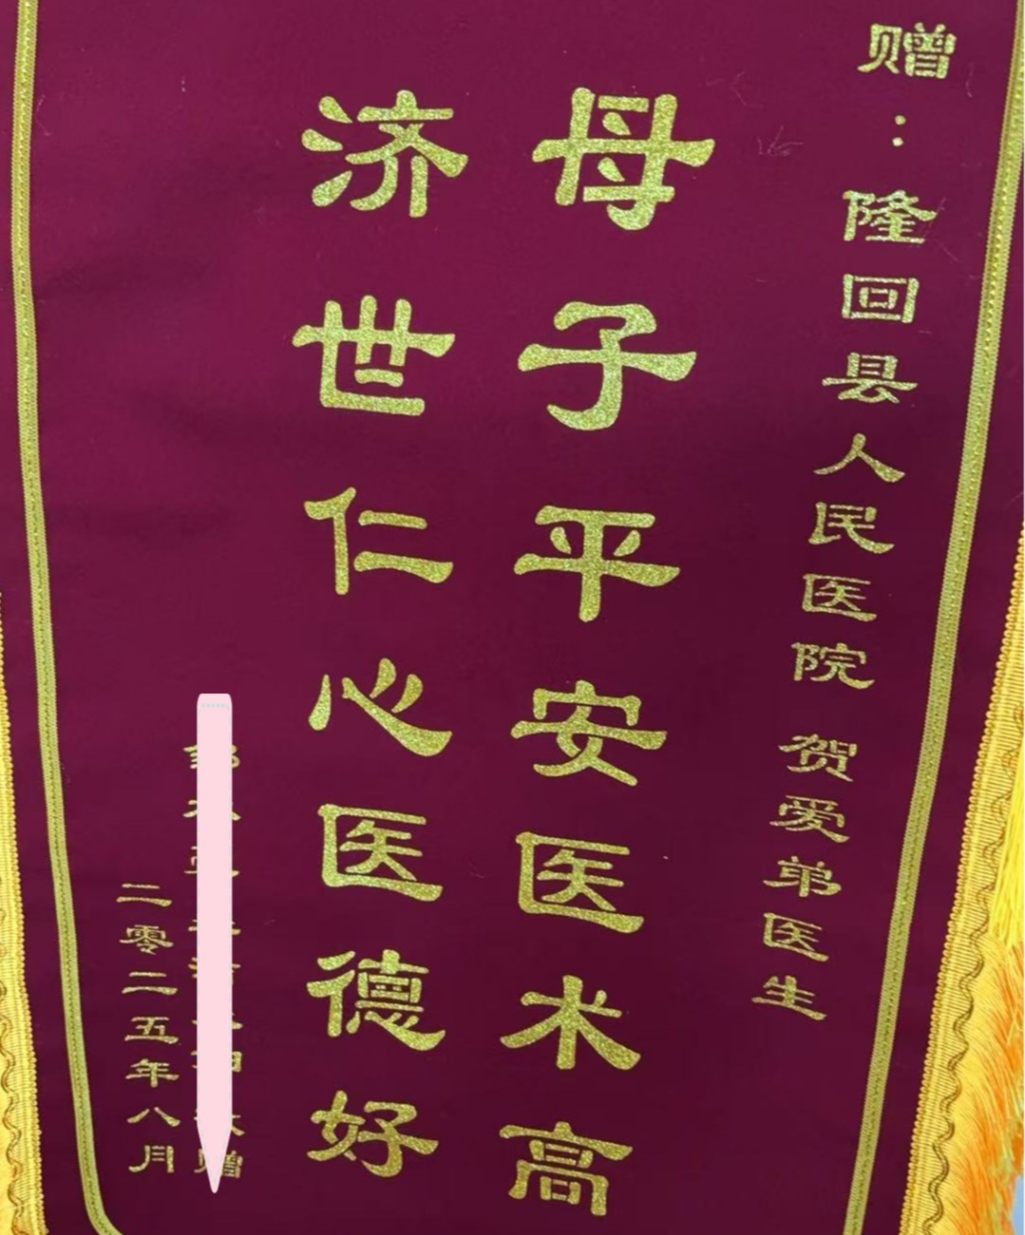 赠：隆回县人民医院 贺爱弟医生
母子平安医术高
济世仁心医德好
赠
二零二五年八月